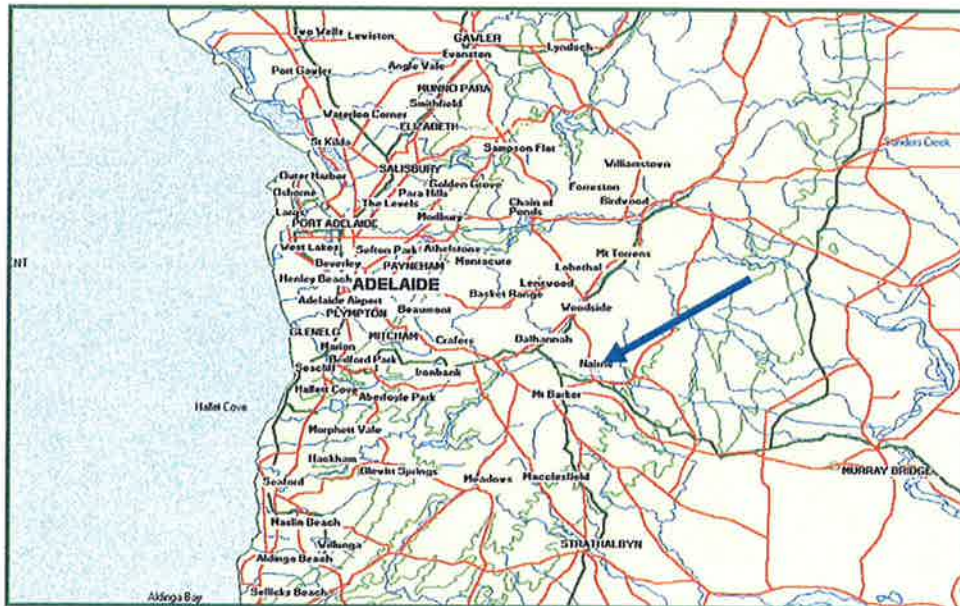 Two Wells
Lewiston
GAWLER
Evanston
Lyndoch
Port Gawler
Angle Vale
MUNNO PARA
Smithfield
Waterloo Corner
ELIZABETH
St Kilda
Sampson Flat
Sanders Creek
SALISBURY
Williamstown
Outer Harbor
Golden Grove
Forreston
Osborne
Para Hills
Birdwood
The Levels
Chain of
Ponds
Largs
Modbury
PORT ADELAIDE
West Lakes
Sefton Park
Athelstone
Mt Torrens
Beverley
PAYNEHAM
Montacute
Lobethal
NT
Henley Beach
ADELAIDE
Lenswood
Basket Range
Adelaide Airport
Beaumont
Woodside
PLYMPTON
GLENELG
MITCHAM
Crafers
Balhannah
Marion
Bedford Park
Nairne
Seacliff
Ironbank
Hallett Cove
Aberfoyle Park
Mt Barker
Hallet Cove
Morphett Vale
Hackham
Clevin Springs
Meadows
Macclesfield
MURRAY BRIDGE
Seaford
Maslin Beach
Willunga
STRATHALBYN
Aldinga Beach
Sellicks Beach
Aldinga Bay